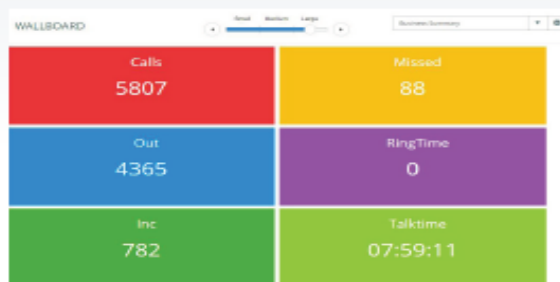 WALLBOARD
Small Medium Large
Business Summary
Calls
5807
Missed
88
Out
4365
RingTime
0
Inc
782
Talktime
07:59:11